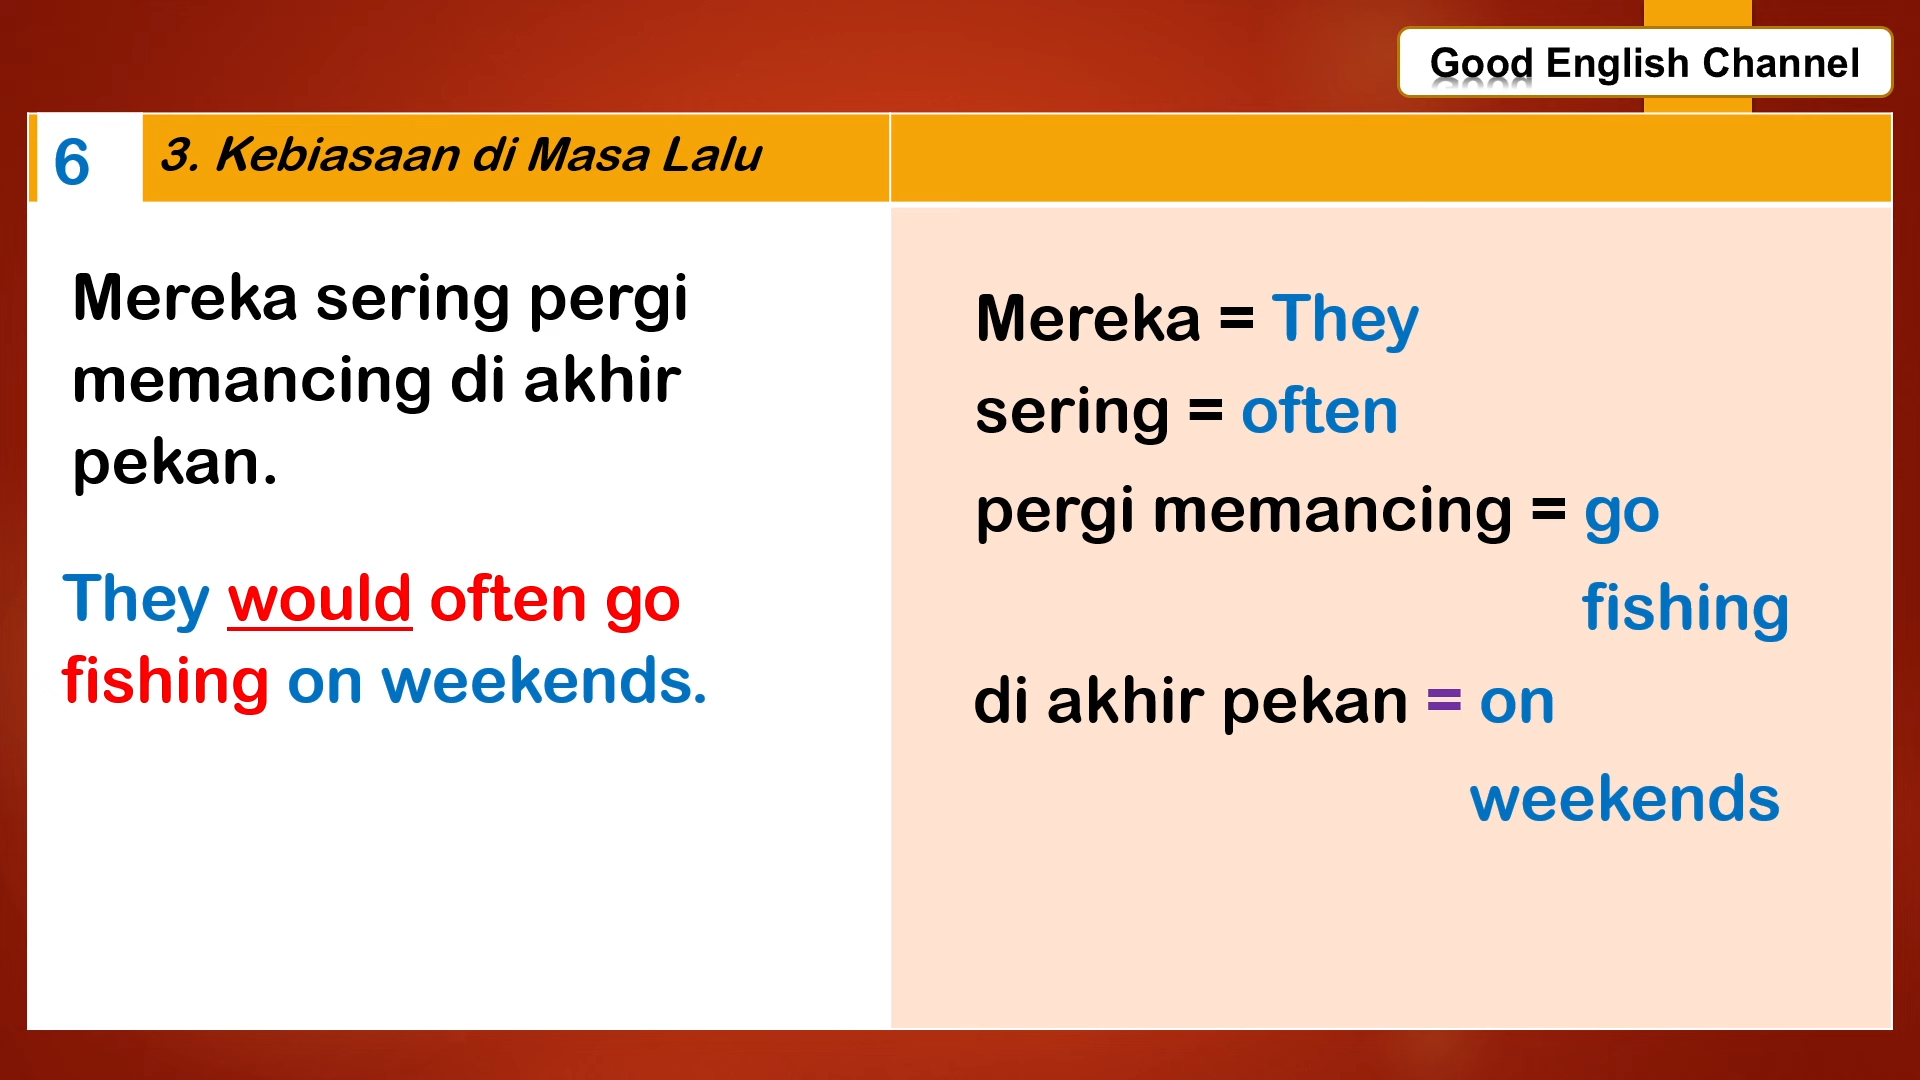 Good English Channel
6
3. Kebiasaan di Masa Lalu
Mereka sering pergi
memancing di akhir
pekan.
They would often go
fishing on weekends.
Mereka = They
sering = often
pergi memancing = go
fishing
di akhir pekan = on
weekends